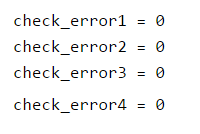 check_error1 = 0
check_error2 = 0
check_error3 = 0
check_error4 = 0